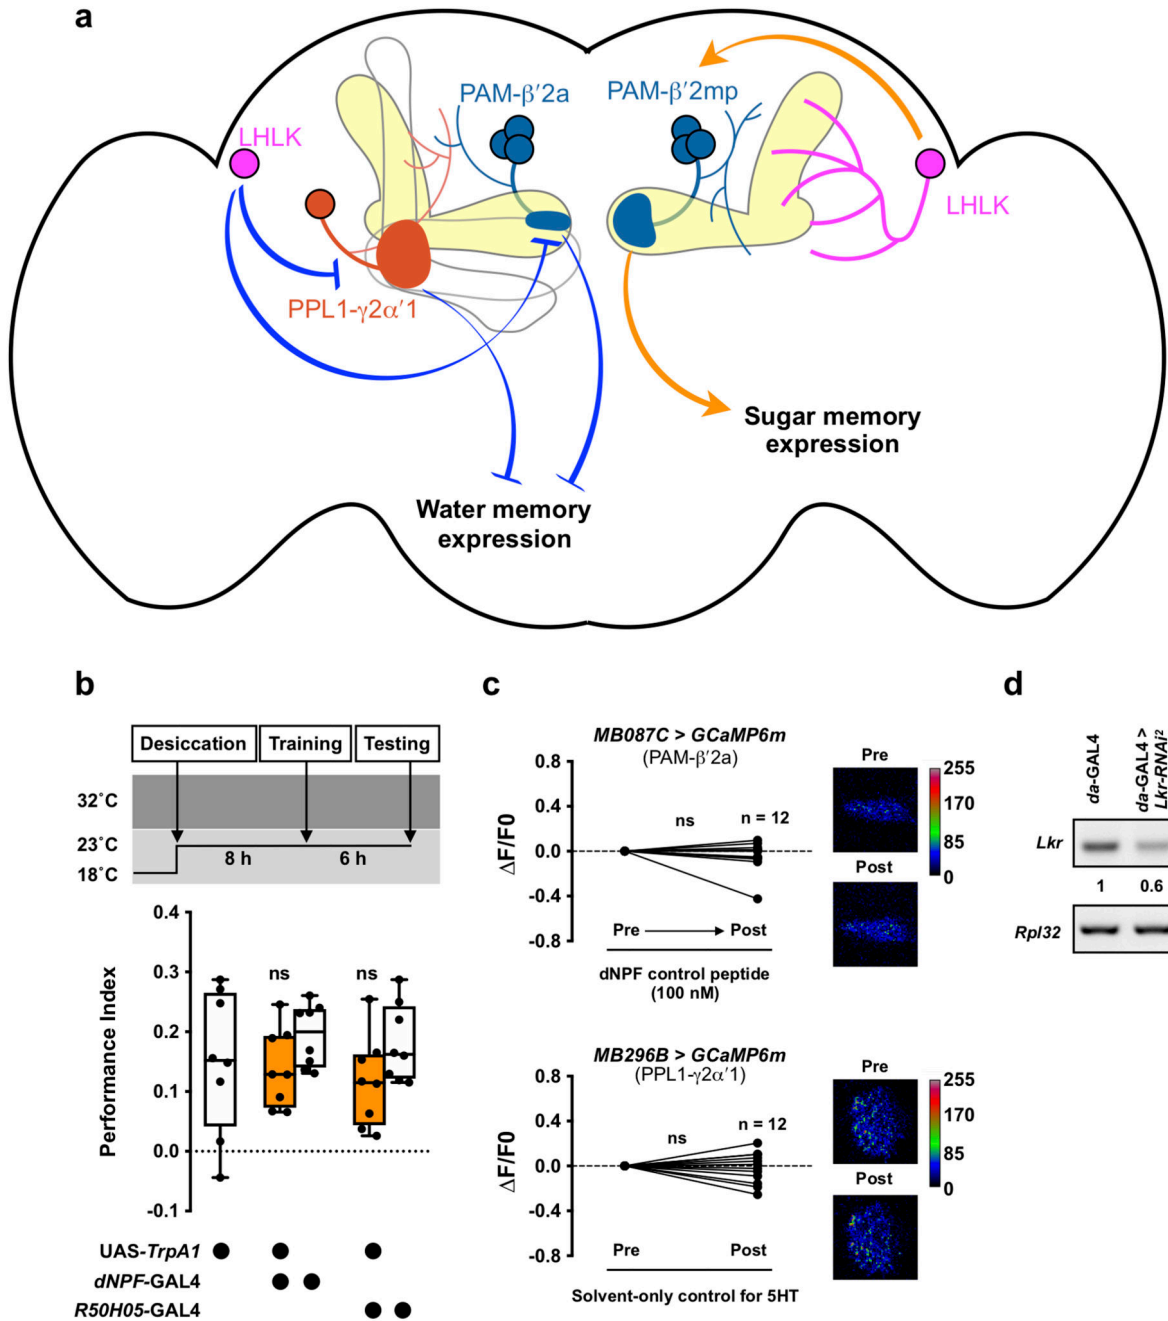 a
PAM-β′2a
PAM-β′2mp
LHLK
LHLK
PPL1-γ2α′1
Sugar memory
expression
Water memory
expression
b
Desiccation
Training
Testing
32˚C
23˚C
18˚C
8 h
6 h
Performance Index
0.4
0.3
0.2
0.1
0.0
-0.1
ns
ns
UAS-TrpA1
dNPF-GAL4
R50H05-GAL4
c
MB087C > GCaMP6m
(PAM-β′2a)
ΔF/F0
0.8
0.4
0.0
-0.4
-0.8
ns
n = 12
Pre
Post
dNPF control peptide
(100 nM)
Pre
Post
255
170
85
0
MB296B > GCaMP6m
(PPL1-γ2α′1)
ΔF/F0
0.8
0.4
0.0
-0.4
-0.8
ns
n = 12
Pre
Post
Solvent-only control for 5HT
Pre
Post
255
170
85
0
d
da-GAL4
da-GAL4 >
Lkr-RNAi²
Lkr
1
0.6
Rpl32